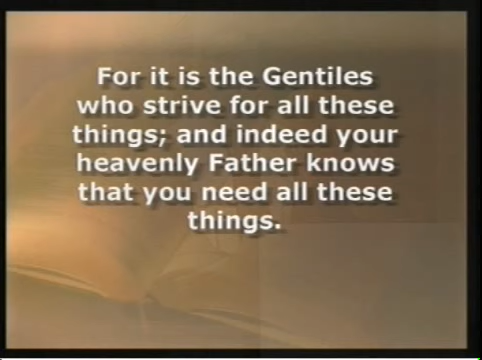 For it is the Gentiles
who strive for all these
things; and indeed your
heavenly Father knows
that you need all these
things.